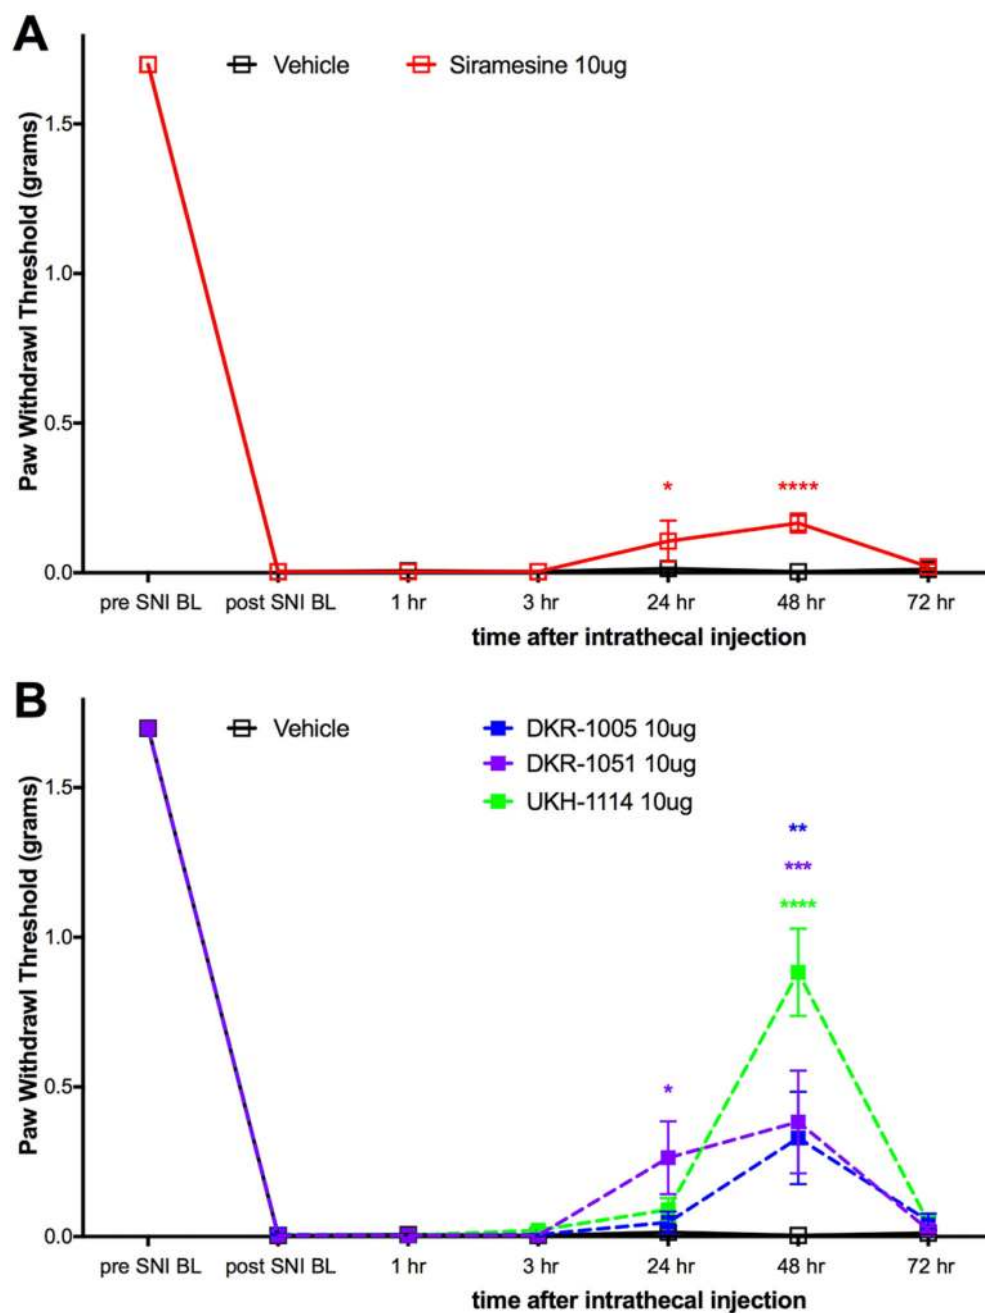 A
Vehicle Siramesine 10ug
Paw Withdrawl Threshold (grams)
1.5
1.0
0.5
0.0
* ****
pre SNI BL post SNI BL 1 hr 3 hr 24 hr 48 hr 72 hr
time after intrathecal injection
B
Vehicle DKR-1005 10ug
DKR-1051 10ug
UKH-1114 10ug
Paw Withdrawl Threshold (grams)
1.5
1.0
0.5
0.0
**
***
****
*
pre SNI BL post SNI BL 1 hr 3 hr 24 hr 48 hr 72 hr
time after intrathecal injection